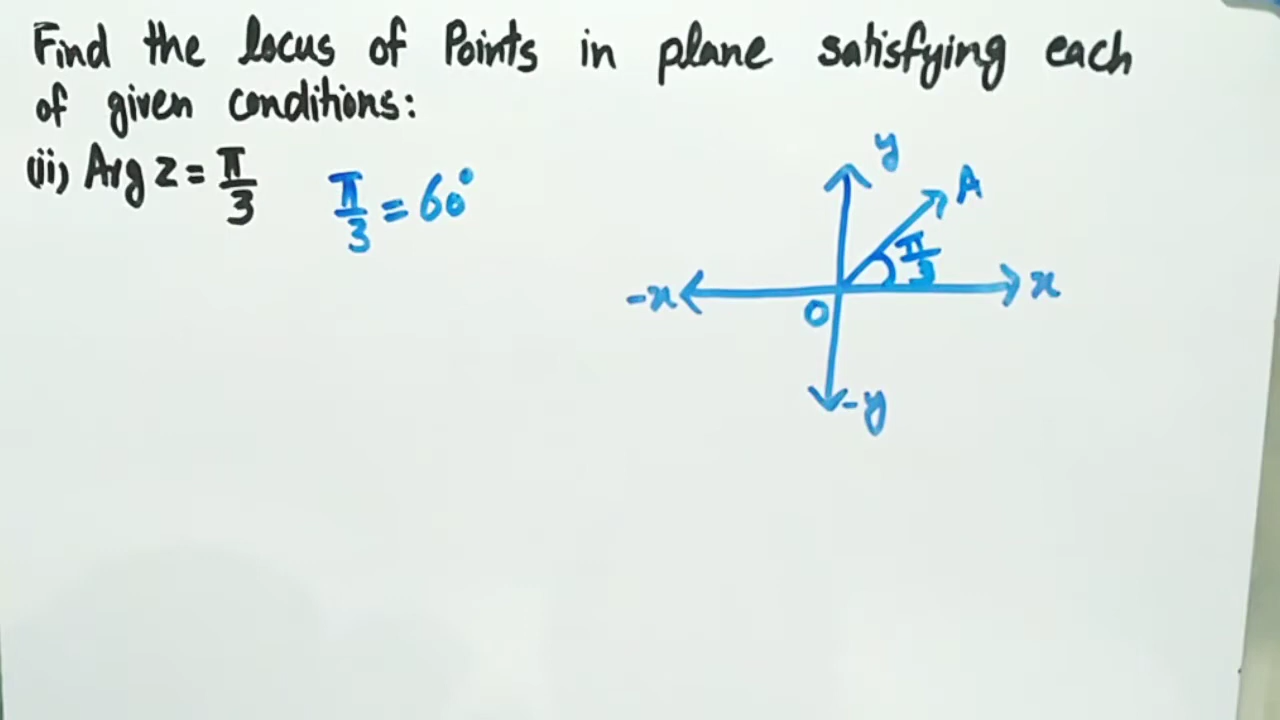 Find the locus of Points in plane satisfying each
of given conditions:
(ii) Arg z = π/3
π/3 = 60°
y
A
π/3
-x
x
O
-y